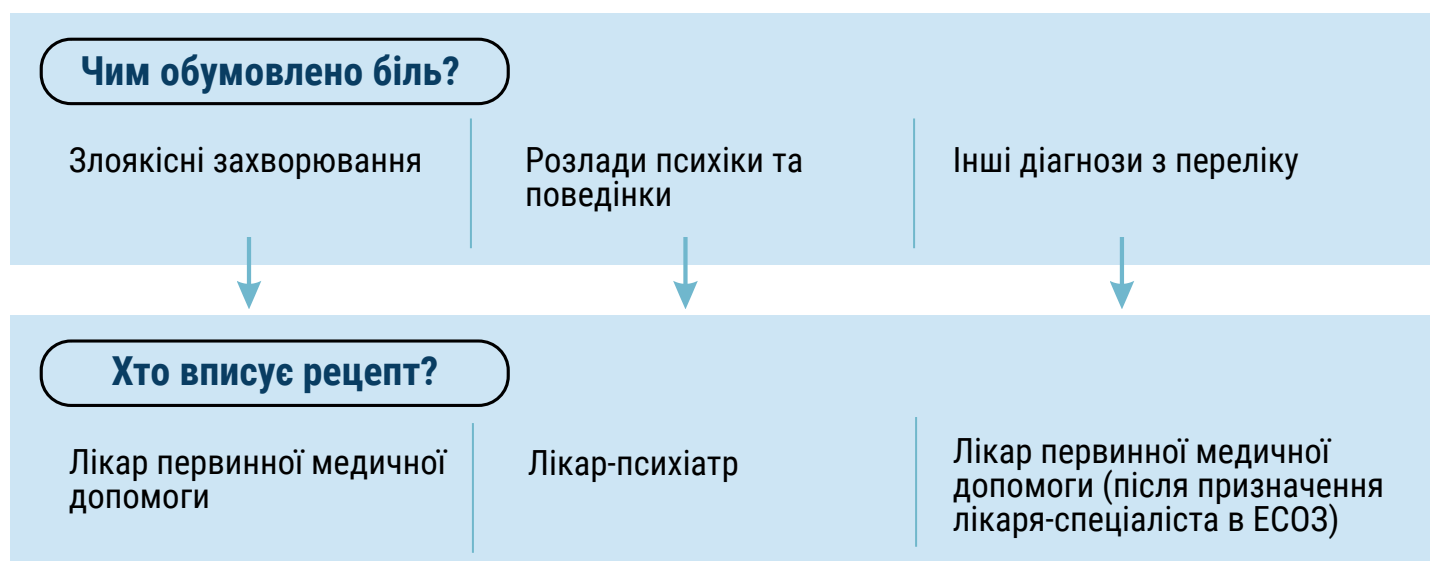 Чим обумовлено біль?
Злоякісні захворювання
Розлади психіки та
поведінки
Інші діагнози з переліку
Хто вписує рецепт?
Лікар первинної медичної
допомоги
Лікар-психіатр
Лікар первинної медичної
допомоги (після призначення
лікаря-спеціаліста в ЕСОЗ)